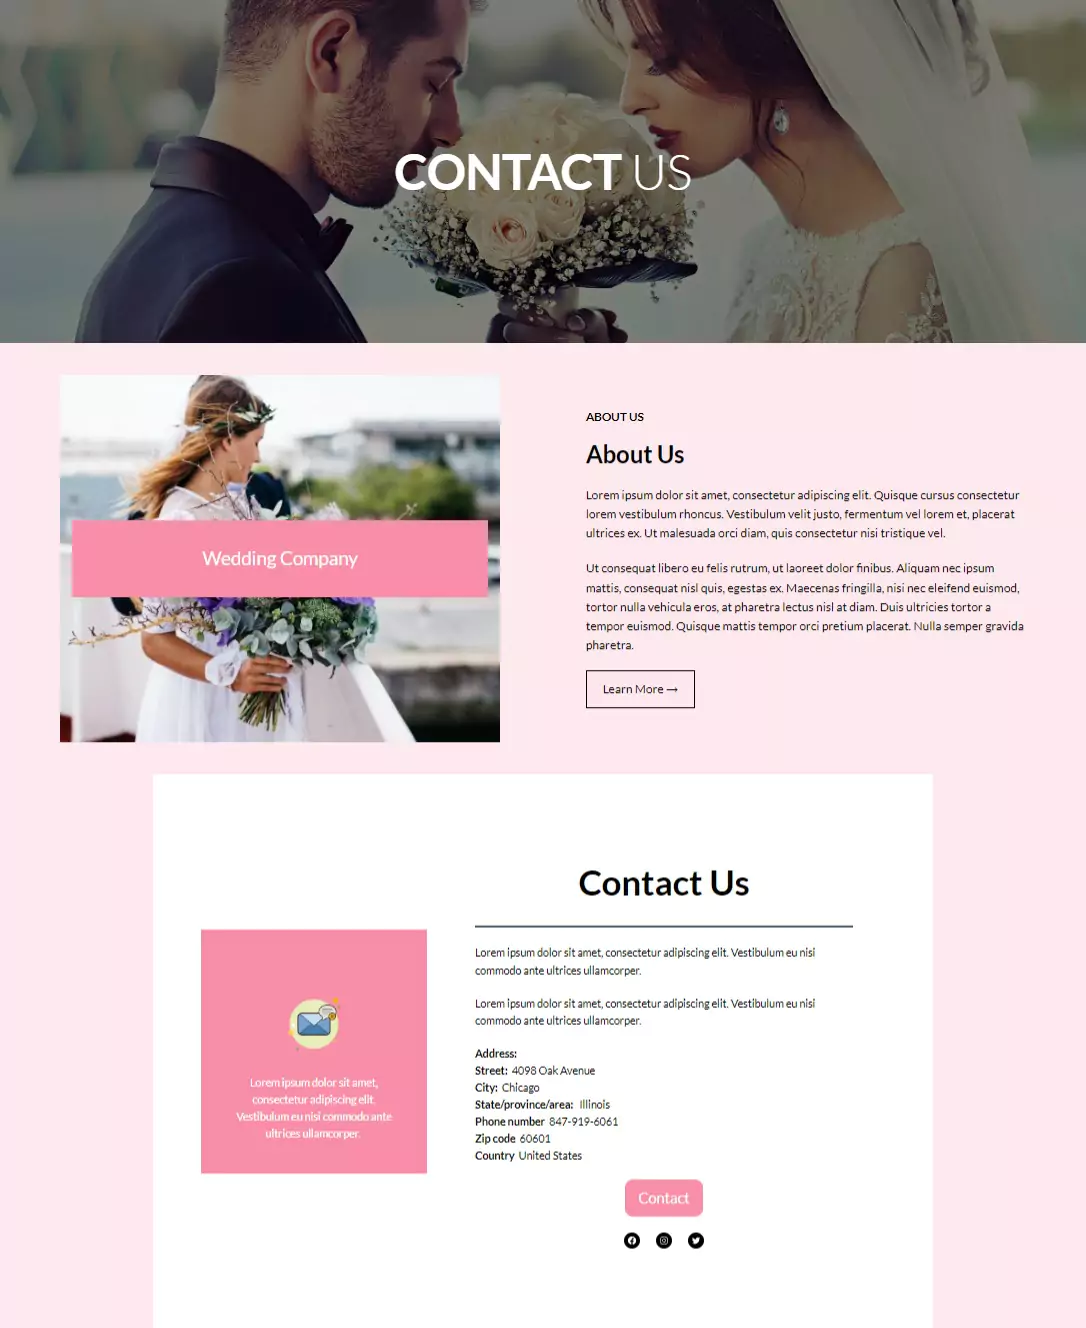 CONTACT US
Wedding Company
ABOUT US
About Us
Lorem ipsum dolor sit amet, consectetur adipiscing elit. Quisque cursus consectetur
lorem vestibulum rhoncus. Vestibulum velit justo, fermentum vel lorem et, placerat
ultrices ex. Ut malesuada orci diam, quis consectetur nisi tristique vel.
Ut consequat libero eu felis rutrum, ut laoreet dolor finibus. Aliquam nec ipsum
mattis, consequat nisl quis, egestas ex. Maecenas fringilla, nisi nec eleifend euismod,
tortor nulla vehicula eros, at pharetra lectus nisl at diam. Duis ultricies tortor a
tempor euismod. Quisque mattis tempor orci pretium placerat. Nulla semper gravida
pharetra.
Learn More →
Contact Us
Lorem ipsum dolor sit amet,
consectetur adipiscing elit.
Vestibulum eu nisi commodo ante
ultrices ullamcorper.
Lorem ipsum dolor sit amet, consectetur adipiscing elit. Vestibulum eu nisi
commodo ante ultrices ullamcorper.
Lorem ipsum dolor sit amet, consectetur adipiscing elit. Vestibulum eu nisi
commodo ante ultrices ullamcorper.
Address:
Street: 4098 Oak Avenue
City: Chicago
State/province/area: Illinois
Phone number 847-919-6061
Zip code 60601
Country United States
Contact